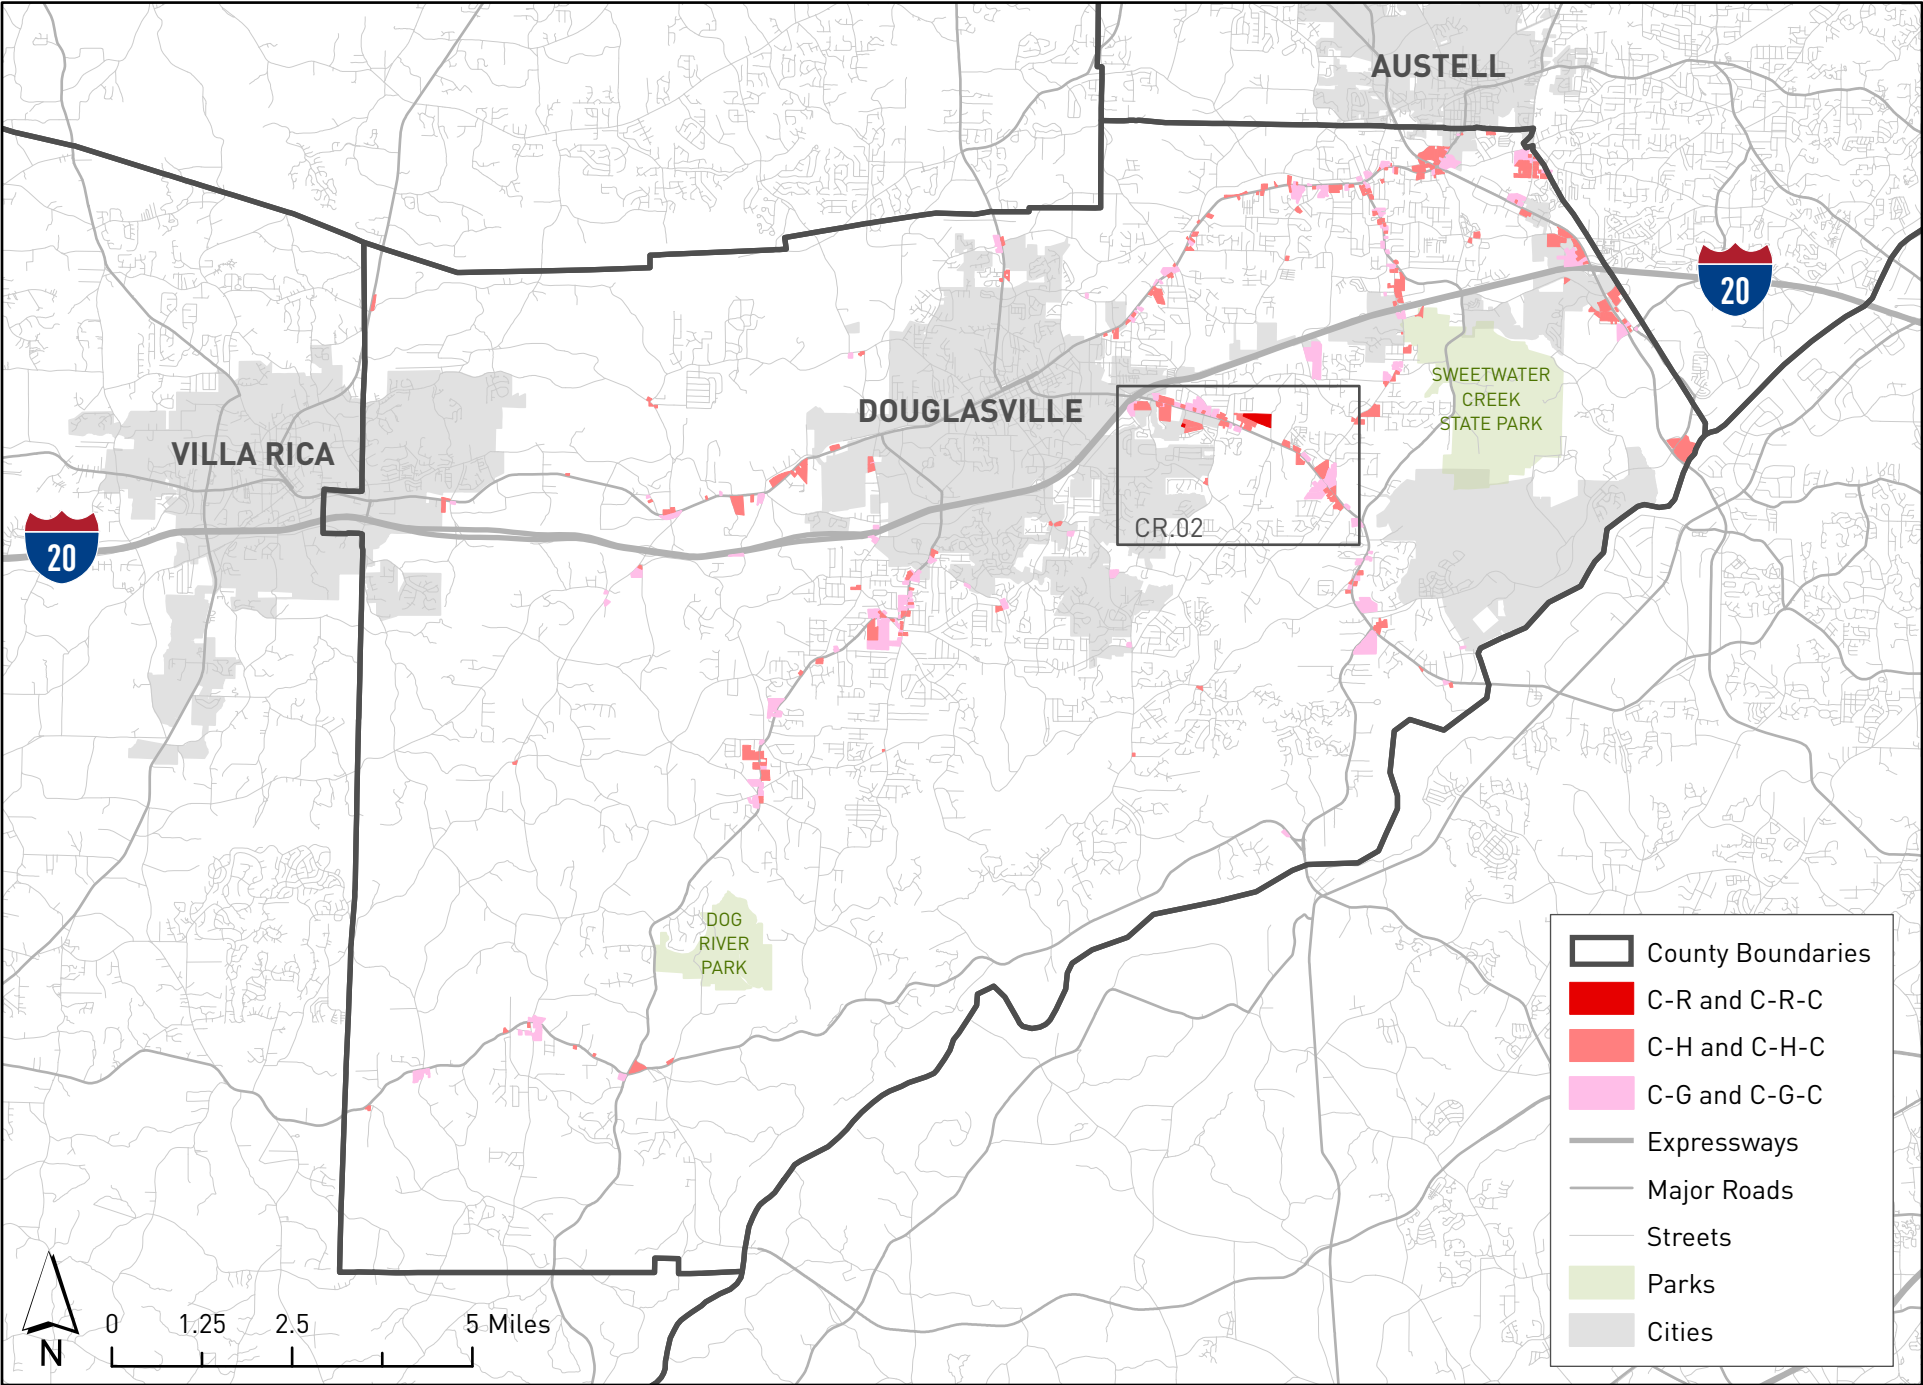 AUSTELL
20
SWEETWATER
CREEK
STATE PARK
DOUGLASVILLE
VILLA RICA
CR.02
20
DOG
RIVER
PARK
County Boundaries
C-R and C-R-C
C-H and C-H-C
C-G and C-G-C
Expressways
Major Roads
Streets
Parks
Cities
0 1.25 2.5 5 Miles
N